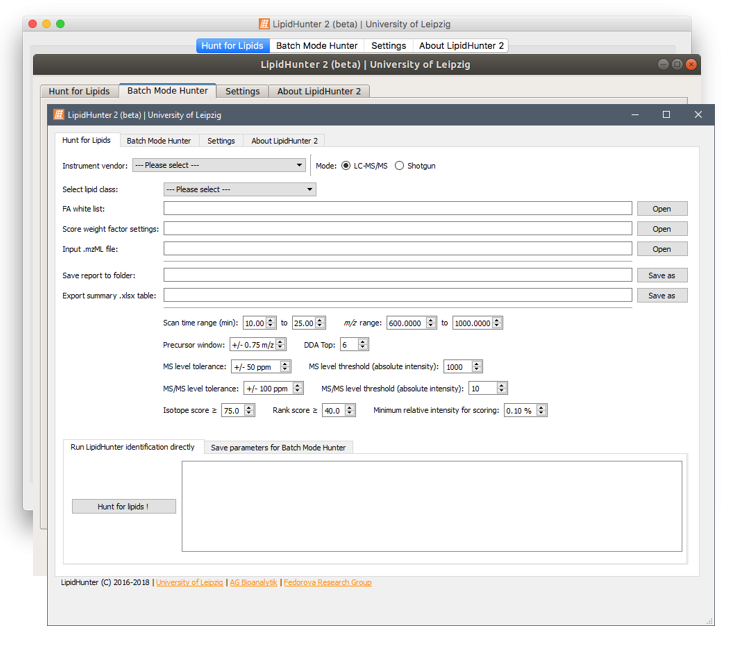 LipidHunter 2 (beta) | University of Leipzig
Hunt for Lipids Batch Mode Hunter Settings About LipidHunter 2
LipidHunter 2 (beta) | University of Leipzig
Hunt for Lipids Batch Mode Hunter Settings About LipidHunter 2
LipidHunter 2 (beta) | University of Leipzig
Hunt for Lipids Batch Mode Hunter Settings About LipidHunter 2
Instrument vendor: --- Please select --- Mode: LC-MS/MS Shotgun
Select lipid class: --- Please select ---
FA white list: Open
Score weight factor settings: Open
Input .mzML file: Open
Save report to folder: Save as
Export summary .xlsx table: Save as
Scan time range (min): 10.00 to 25.00 m/z range: 600.0000 to 1000.0000
Precursor window: +/- 0.75 m/z DDA Top: 6
MS level tolerance: +/- 50 ppm MS level threshold (absolute intensity): 1000
MS/MS level tolerance: +/- 100 ppm MS/MS level threshold (absolute intensity): 10
Isotope score ≥ 75.0 Rank score ≥ 40.0 Minimum relative intensity for scoring: 0.10 %
Run LipidHunter identification directly Save parameters for Batch Mode Hunter
Hunt for lipids !
LipidHunter (C) 2016-2018 | University of Leipzig | AG Bioanalytik | Fedorova Research Group